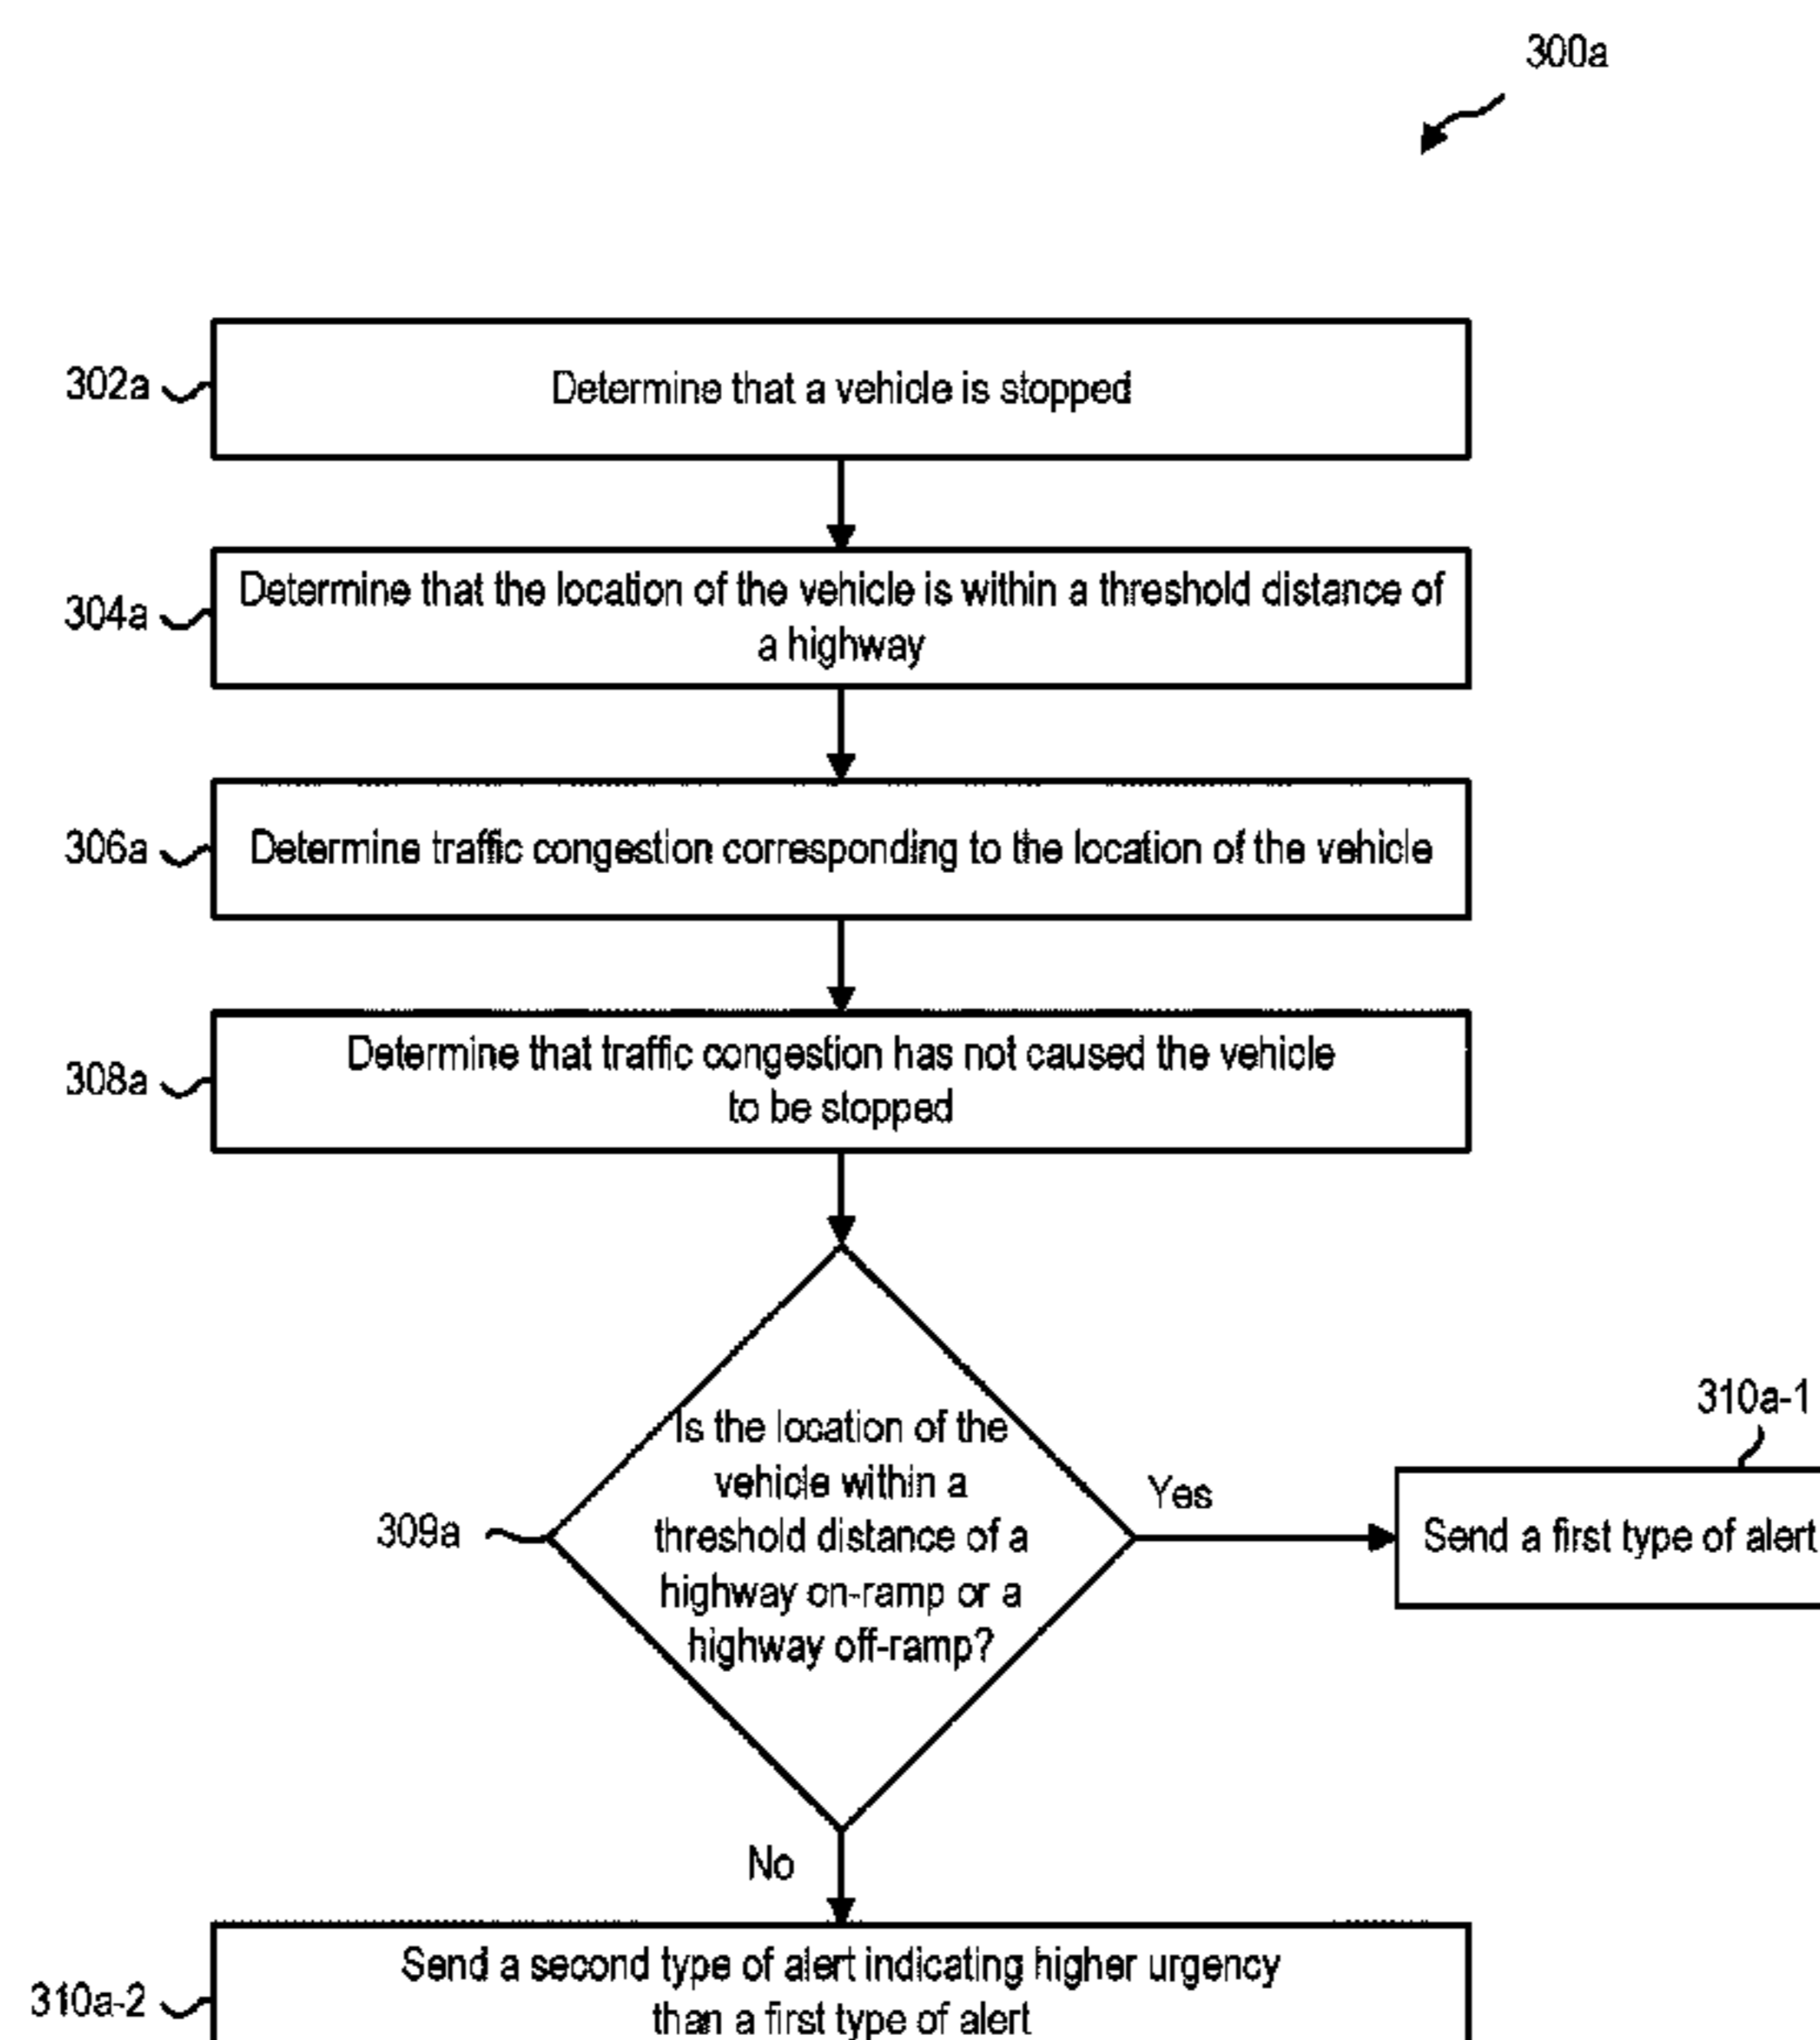 300a
302a
Determine that a vehicle is stopped
304a
Determine that the location of the vehicle is within a threshold distance of
a highway
306a
Determine traffic congestion corresponding to the location of the vehicle
308a
Determine that traffic congestion has not caused the vehicle
to be stopped
309a
Is the location of the
vehicle within a
threshold distance of a
highway on-ramp or a
highway off-ramp?
Yes
310a-1
Send a first type of alert
No
310a-2
Send a second type of alert indicating higher urgency
than a first type of alert